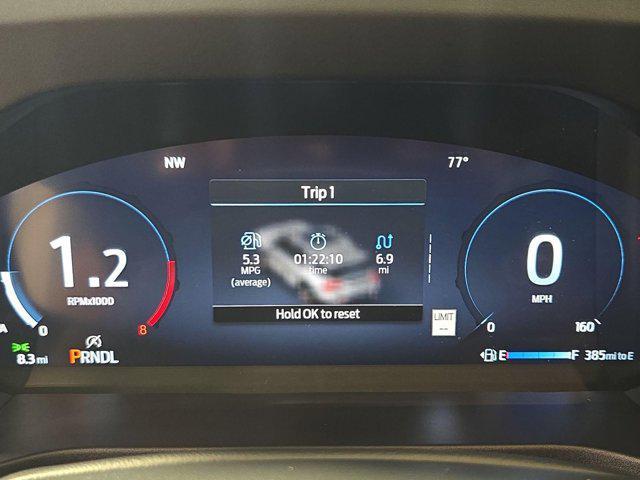 NW
77°
Trip 1
5.3
MPG
(average)
01:22:10
time
6.9
mi
Hold OK to reset
1.2
RPMx1000
A
0
8
8.3 mi
PRNDL
0
MPH
0
160
LIMIT
--
E
F
385 mi to E